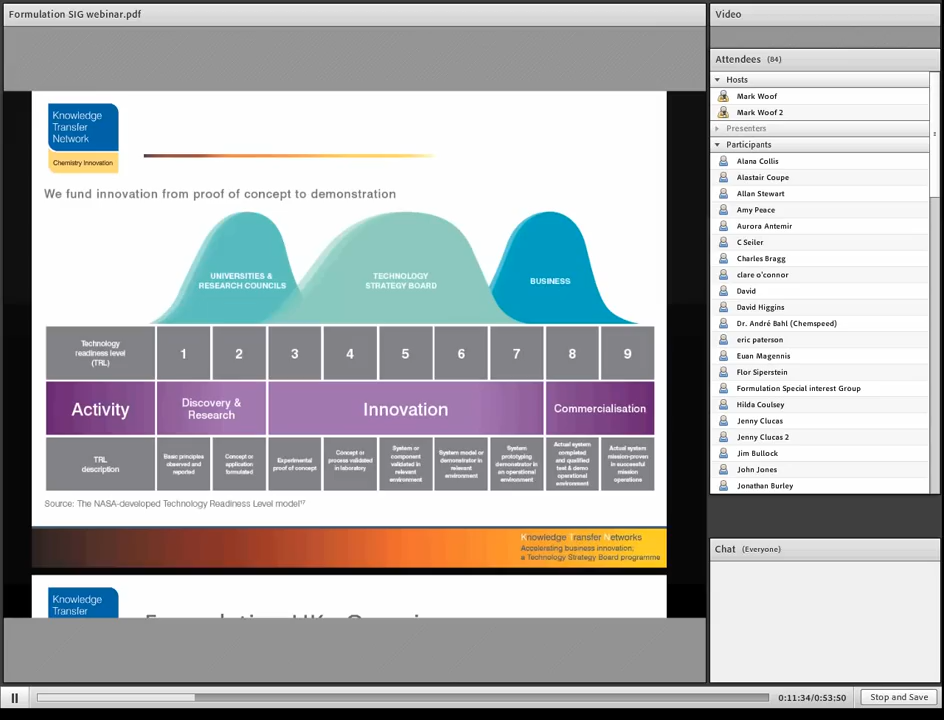 Formulation SIG webinar.pdf
Knowledge
Transfer
Network
Chemistry Innovation
We fund innovation from proof of concept to demonstration
UNIVERSITIES &
RESEARCH COUNCILS
TECHNOLOGY
STRATEGY BOARD
BUSINESS
Technology
readiness level
(TRL)
1
2
3
4
5
6
7
8
9
Activity
Discovery &
Research
Innovation
Commercialisation
TRL
description
Basic principles
observed and
reported
Concept or
application
formulated
Experimental
proof of concept
Concept or
process validated
in laboratory
System or
component
validated in
relevant
environment
System model or
demonstrator in
relevant
environment
System
prototyping
demonstrator in
an operational
environment
Actual system
completed
and qualified
test & demo
operational
environment
Actual system
mission-proven
in successful
mission
operations
Source: The NASA-developed Technology Readiness Level model¹⁷
Knowledge Transfer Networks
Accelerating business innovation;
a Technology Strategy Board programme
Knowledge
Transfer
Video
Attendees (84)
Hosts
Mark Woof
Mark Woof 2
Presenters
Participants
Alana Collis
Alastair Coupe
Allan Stewart
Amy Peace
Aurora Antemir
C Seiler
Charles Bragg
clare o'connor
David
David Higgins
Dr. André Bahl (Chemspeed)
eric paterson
Euan Magennis
Flor Siperstein
Formulation Special interest Group
Hilda Coulsey
Jenny Clucas
Jenny Clucas 2
Jim Bullock
John Jones
Jonathan Burley
Chat (Everyone)
0:11:34/0:53:50
Stop and Save